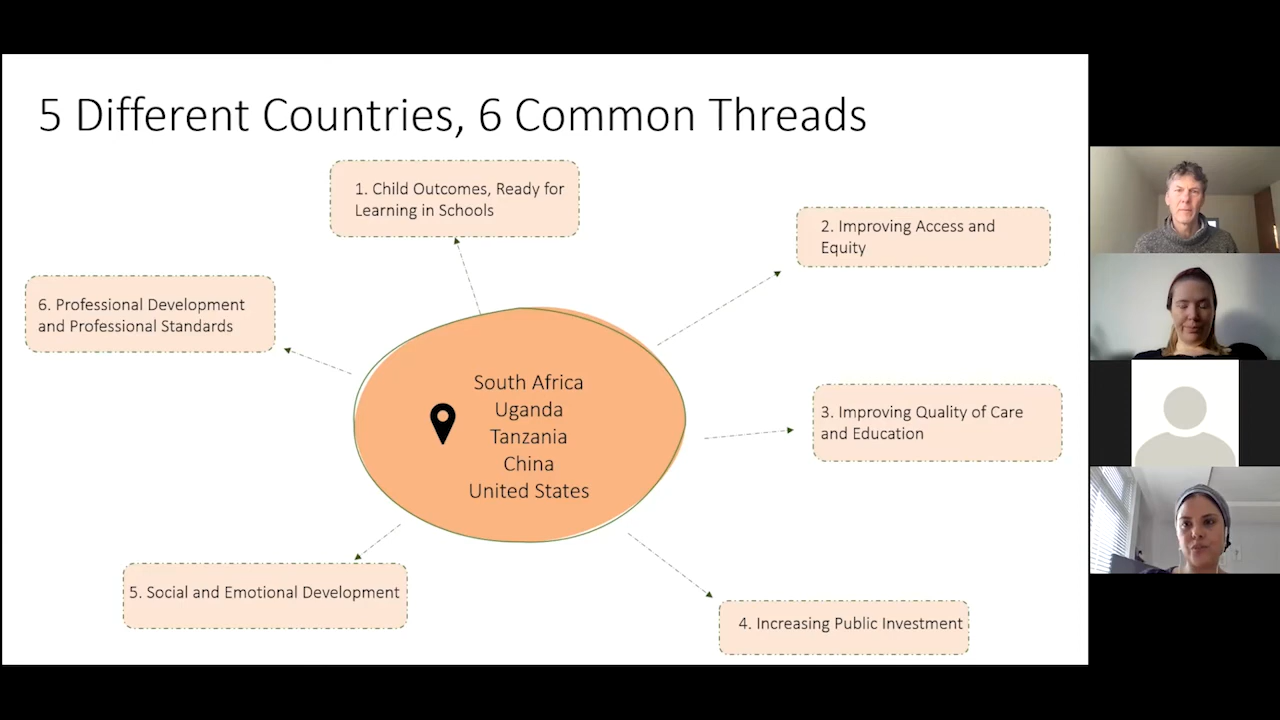 5 Different Countries, 6 Common Threads
1. Child Outcomes, Ready for
Learning in Schools
2. Improving Access and
Equity
3. Improving Quality of Care
and Education
4. Increasing Public Investment
5. Social and Emotional Development
6. Professional Development
and Professional Standards
South Africa
Uganda
Tanzania
China
United States